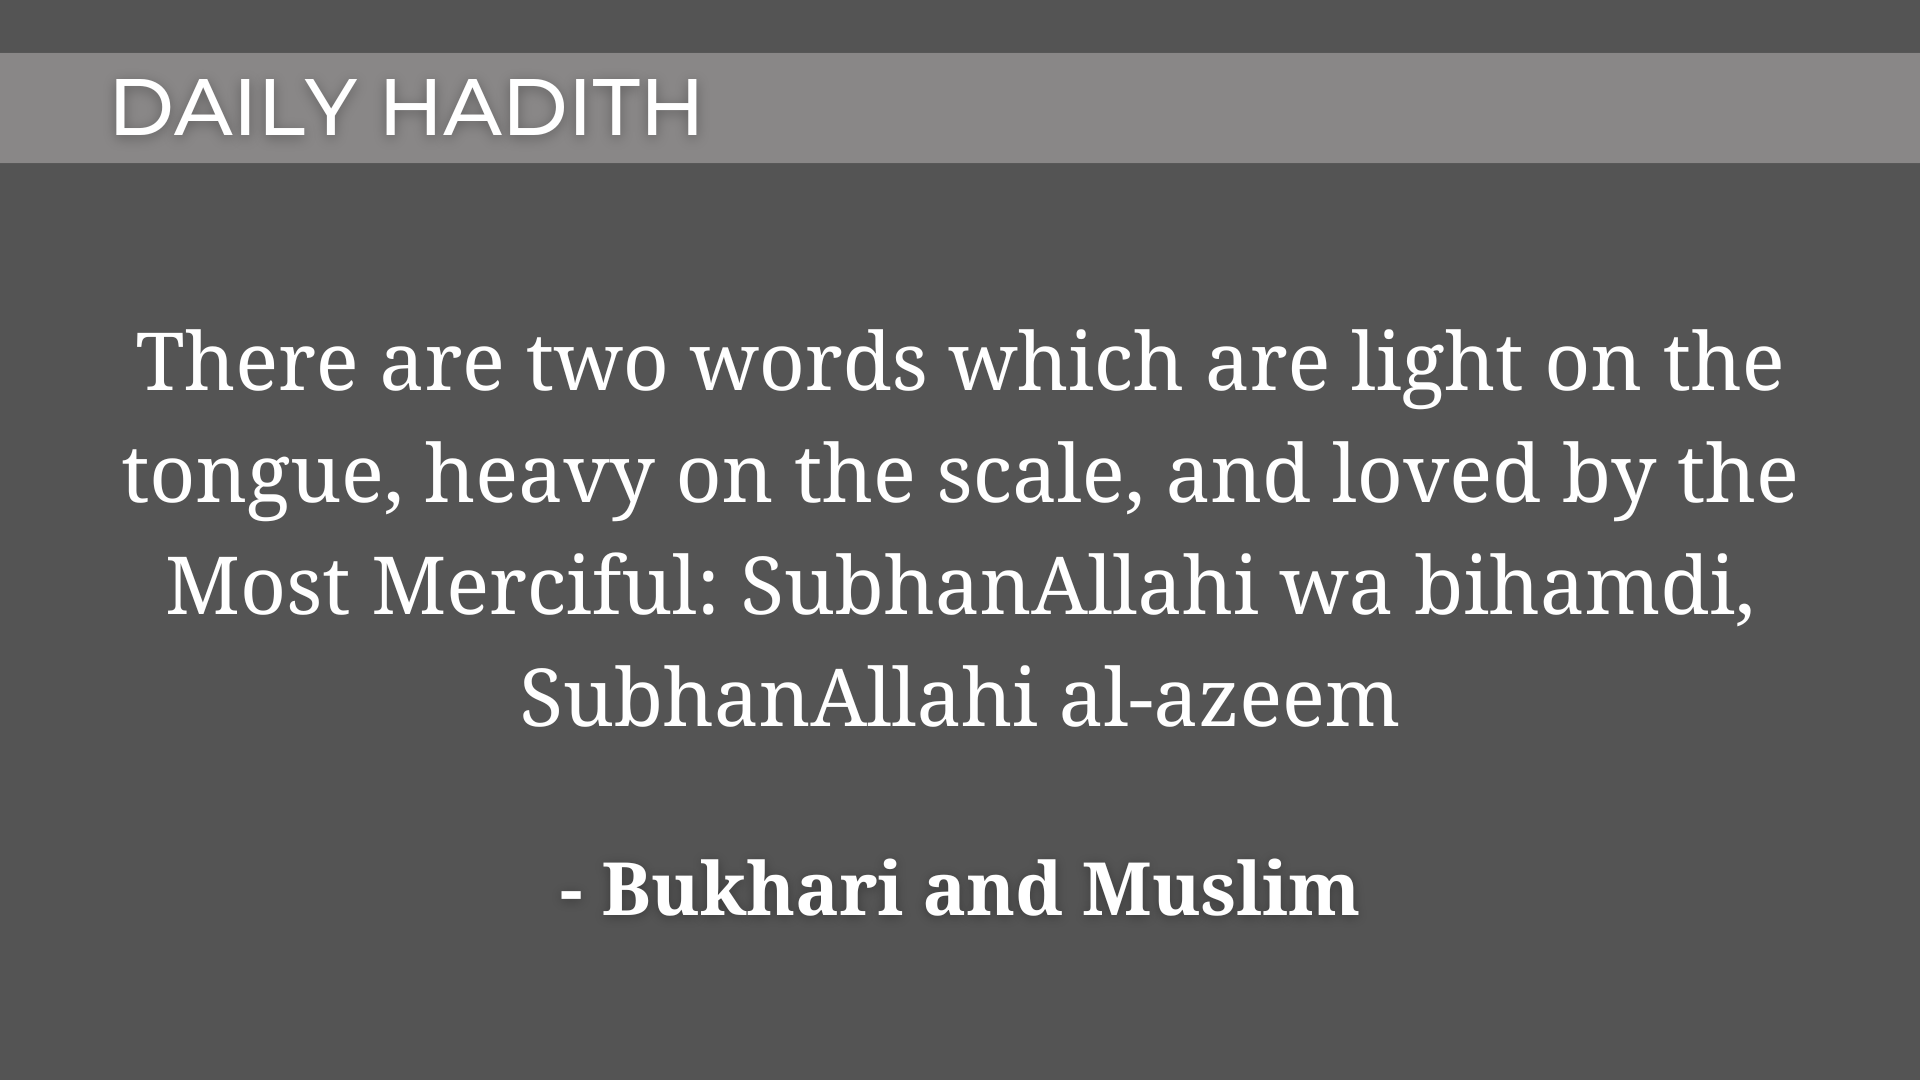 DAILY HADITH
There are two words which are light on the
tongue, heavy on the scale, and loved by the
Most Merciful: SubhanAllahi wa bihamdi,
SubhanAllahi al-azeem
- Bukhari and Muslim